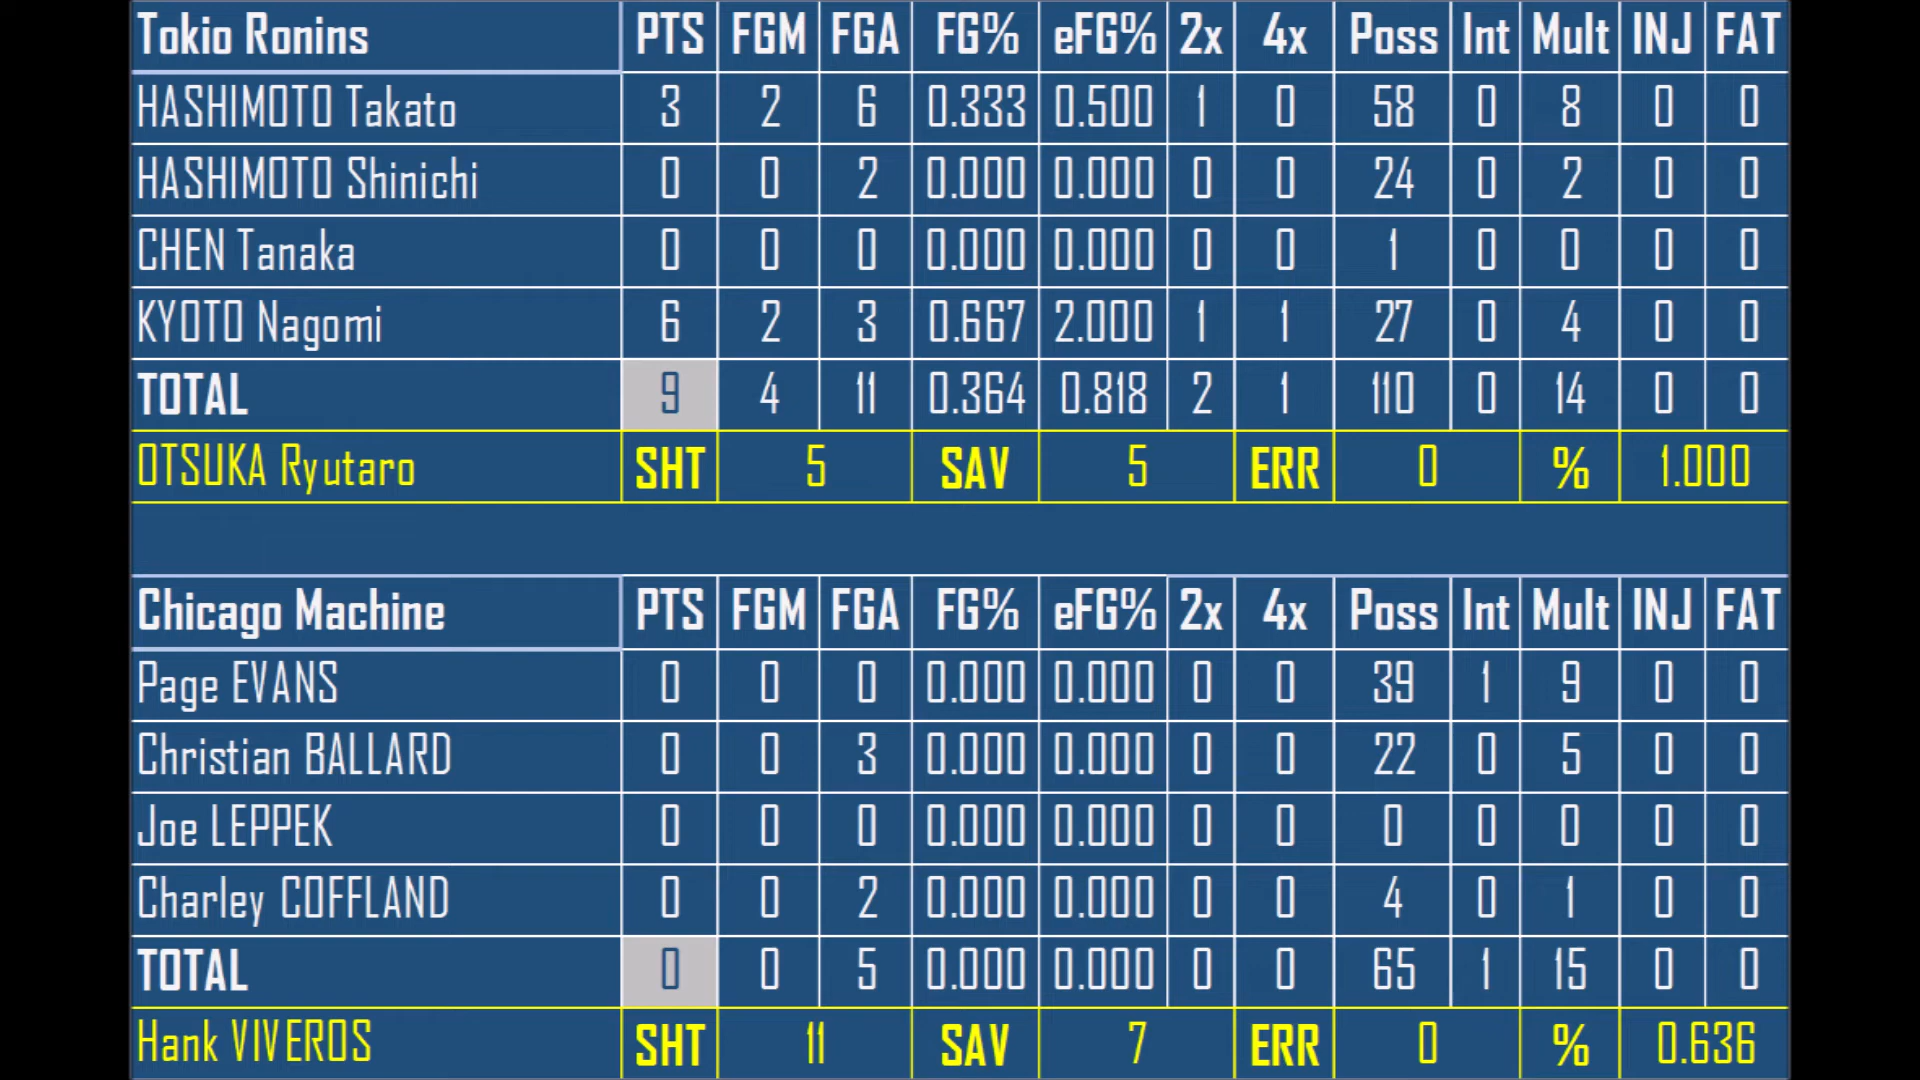 Tokio Ronins PTS FGM FGA FG% eFG% 2x 4x Poss Int Mult INJ FAT
HASHIMOTO Takato 3 2 6 0.333 0.500 1 0 58 0 8 0 0
HASHIMOTO Shinichi 0 0 2 0.000 0.000 0 0 24 0 2 0 0
CHEN Tanaka 0 0 0 0.000 0.000 0 0 1 0 0 0 0
KYOTO Nagomi 6 2 3 0.667 2.000 1 1 27 0 4 0 0
TOTAL 9 4 11 0.364 0.818 2 1 110 0 14 0 0
OTSUKA Ryutaro SHT 5 SAV 5 ERR 0 % 1.000
Chicago Machine PTS FGM FGA FG% eFG% 2x 4x Poss Int Mult INJ FAT
Page EVANS 0 0 0 0.000 0.000 0 0 39 1 9 0 0
Christian BALLARD 0 0 3 0.000 0.000 0 0 22 0 5 0 0
Joe LEPPEK 0 0 0 0.000 0.000 0 0 0 0 0 0 0
Charley COFFLAND 0 0 2 0.000 0.000 0 0 4 0 1 0 0
TOTAL 0 0 5 0.000 0.000 0 0 65 1 15 0 0
Hank VIVEROS SHT 11 SAV 7 ERR 0 % 0.636